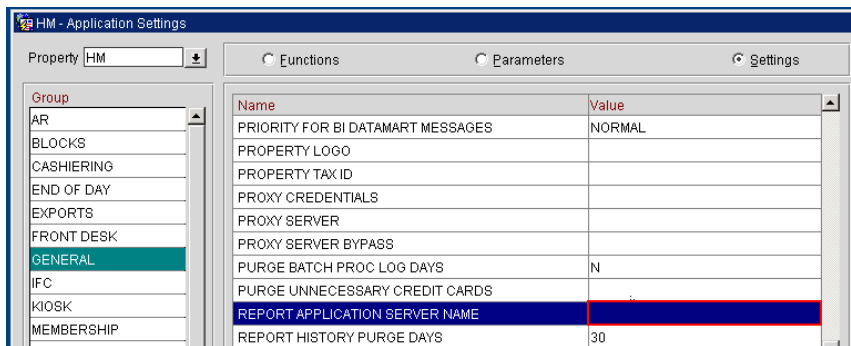 HM - Application Settings
Property HM
Functions
Parameters
Settings
Group
AR
BLOCKS
CASHIERING
END OF DAY
EXPORTS
FRONT DESK
GENERAL
IFC
KIOSK
MEMBERSHIP
Name Value
PRIORITY FOR BI DATAMART MESSAGES NORMAL
PROPERTY LOGO
PROPERTY TAX ID
PROXY CREDENTIALS
PROXY SERVER
PROXY SERVER BYPASS
PURGE BATCH PROC LOG DAYS N
PURGE UNNECESSARY CREDIT CARDS
REPORT APPLICATION SERVER NAME
REPORT HISTORY PURGE DAYS 30